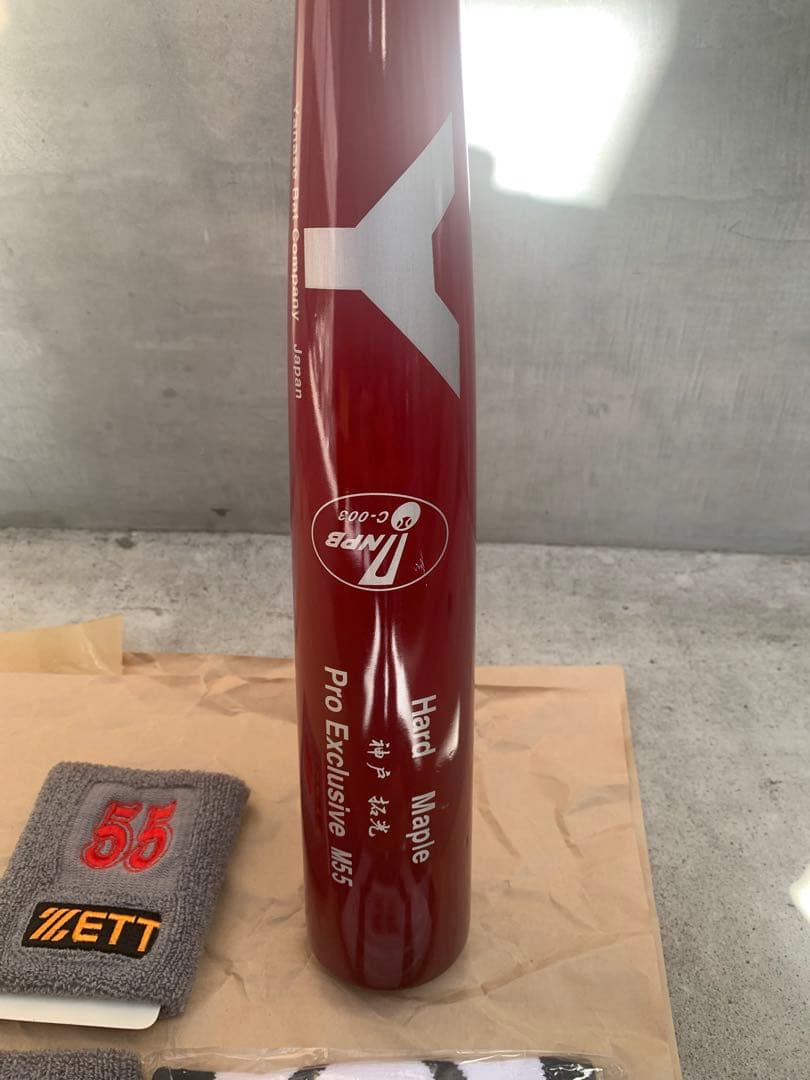 Yanase Bat Company Japan
Y
NPB
C-003
Hard Maple
神戸 拓光
Pro Exclusive M55
55
ZETT